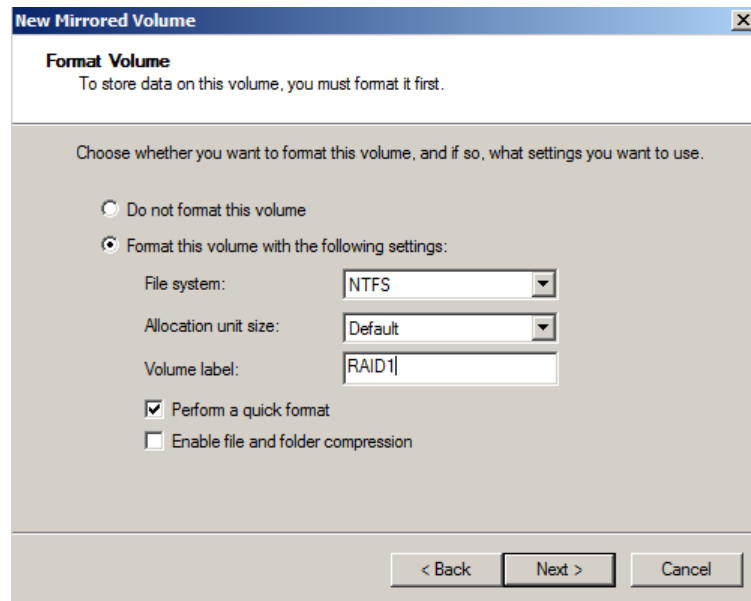 New Mirrored Volume
Format Volume
To store data on this volume, you must format it first.
Choose whether you want to format this volume, and if so, what settings you want to use.
Do not format this volume
Format this volume with the following settings:
File system: NTFS
Allocation unit size: Default
Volume label: RAID1
Perform a quick format
Enable file and folder compression
< Back Next > Cancel